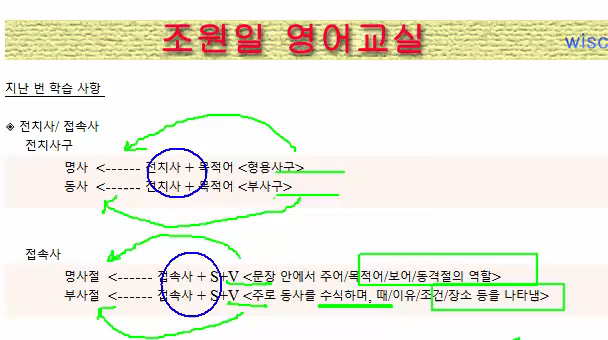 조원일 영어교실
wisc
지난 번 학습 사항
◈ 전치사/ 접속사
전치사구
명사 <------ 전치사 + 목적어 <형용사구>
동사 <------ 전치사 + 목적어 <부사구>
접속사
명사절 <------ 접속사 + S+V <문장 안에서 주어/목적어/보어/동격절의 역할>
부사절 <------ 접속사 + S+V <주로 동사를 수식하며, 때/이유/조건/장소 등을 나타냄>